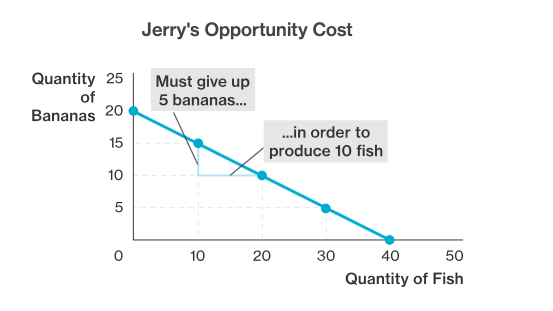 Jerry's Opportunity Cost
Quantity
of
Bananas
25
20
15
10
5
0
Must give up
5 bananas...
...in order to
produce 10 fish
10
20
30
40
50
Quantity of Fish